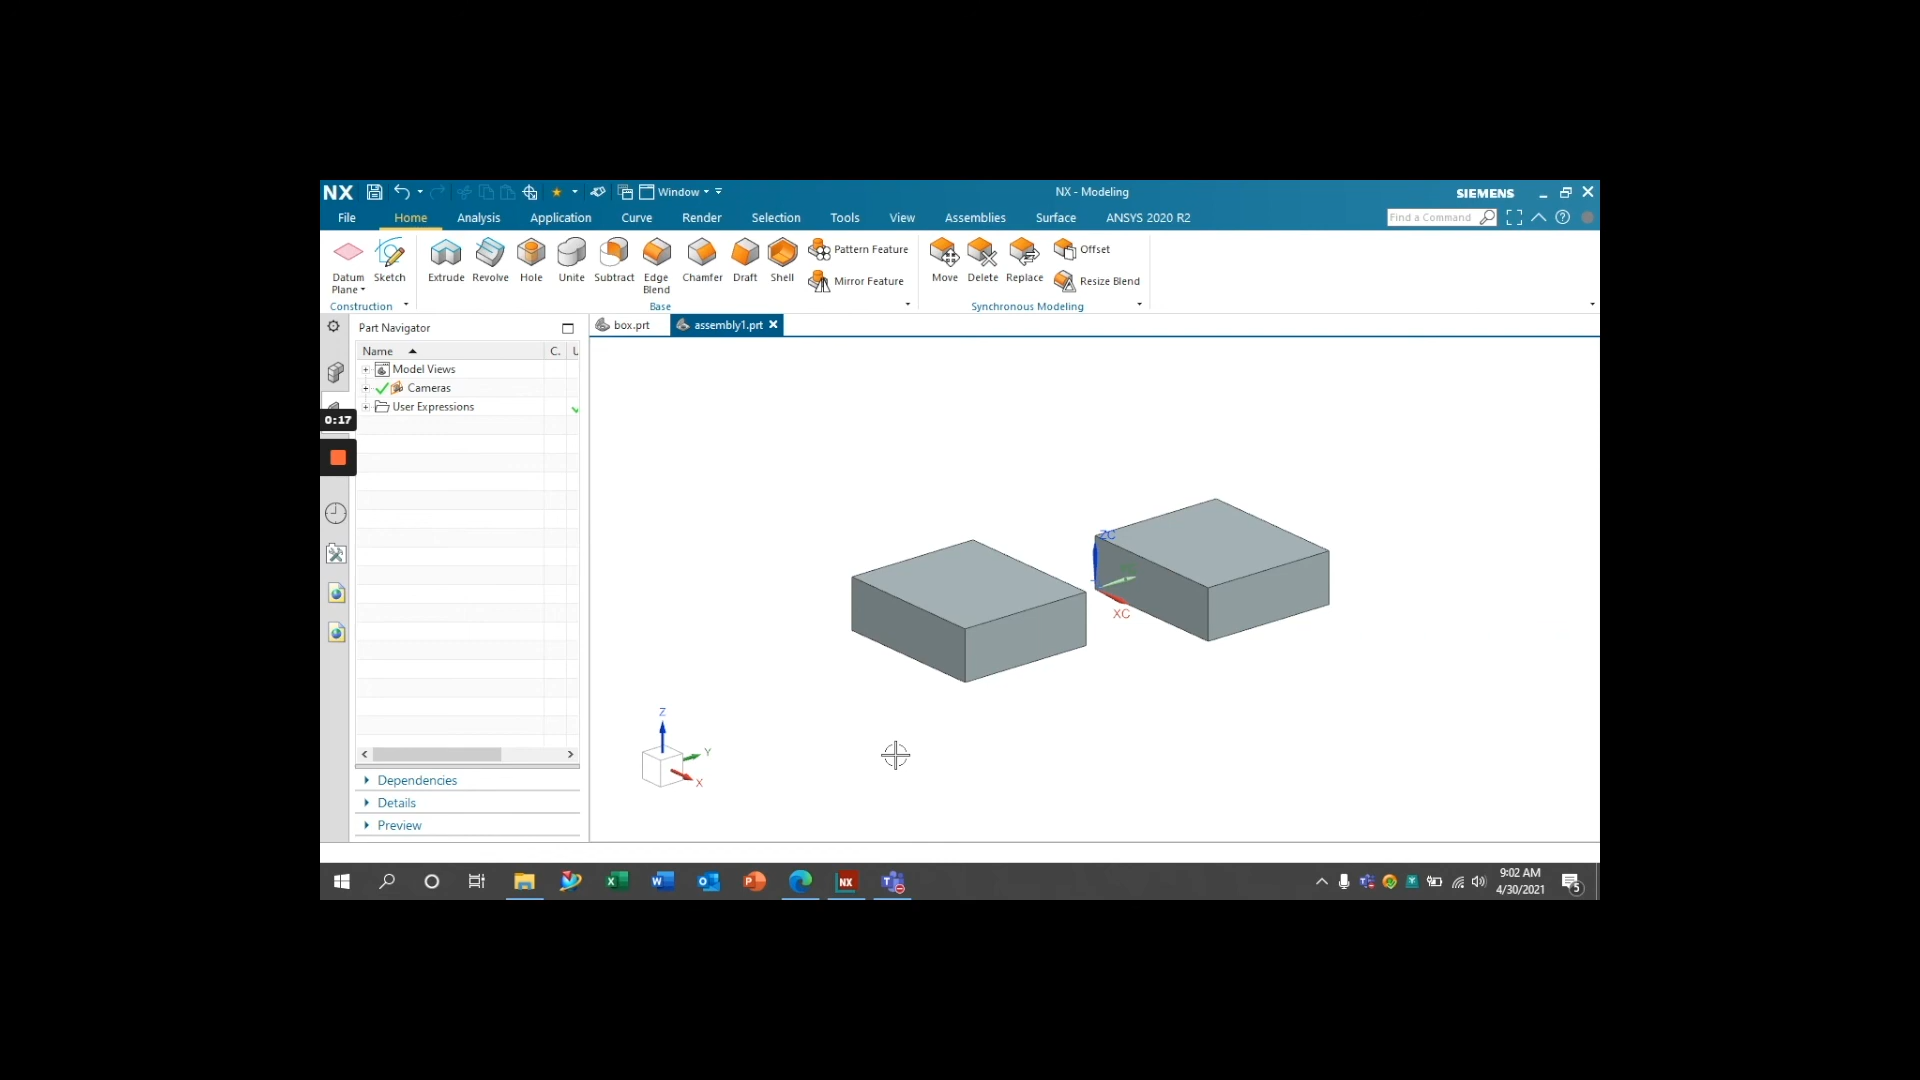 NX Window NX - Modeling SIEMENS
File Home Analysis Application Curve Render Selection Tools View Assemblies Surface ANSYS 2020 R2 Find a Command
Datum Plane Sketch Extrude Revolve Hole Unite Subtract Edge Blend Chamfer Draft Shell Pattern Feature Mirror Feature Move Delete Replace Offset Resize Blend
Construction Base Synchronous Modeling
Part Navigator box.prt assembly1.prt
Name C. U
Model Views
Cameras
User Expressions
0:17
ZC
XC
Z
Y
X
Dependencies
Details
Preview
NX 9:02 AM
4/30/2021 5